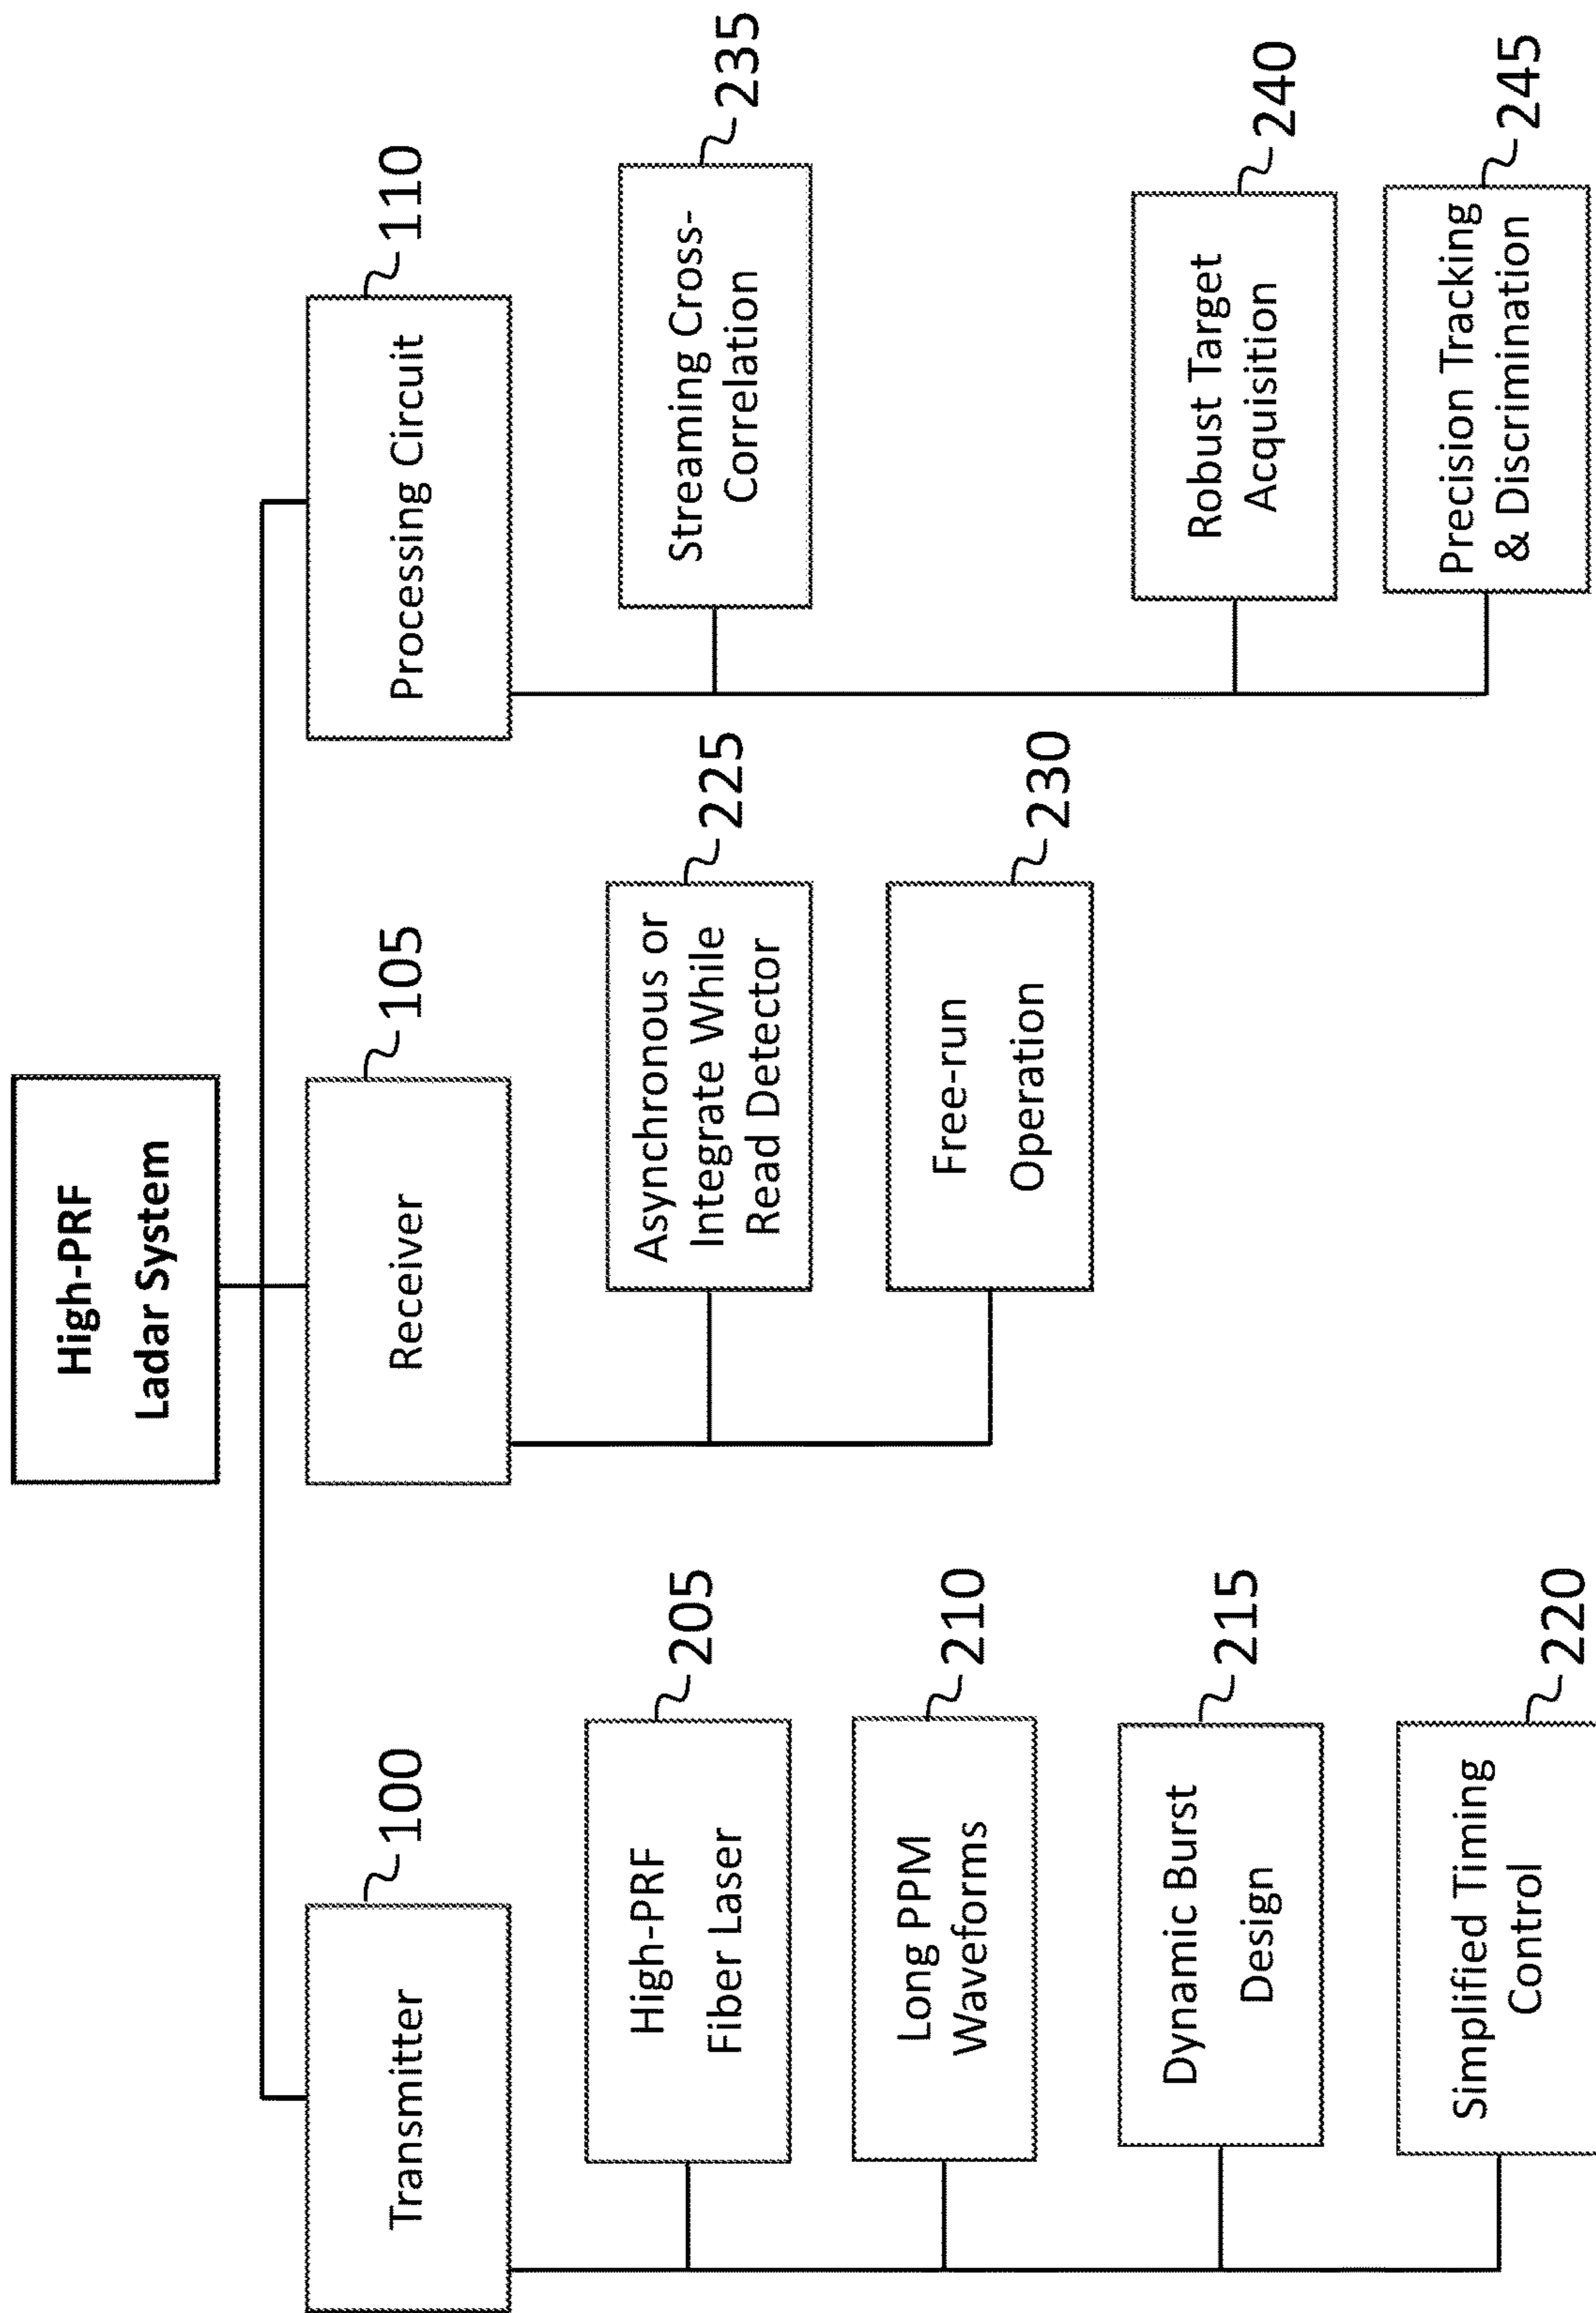 High-PRF
Ladar System
Transmitter
100
High-PRF
Fiber Laser
205
Long PPM
Waveforms
210
Dynamic Burst
Design
215
Simplified Timing
Control
220
Receiver
105
Asynchronous or
Integrate While
Read Detector
225
Free-run
Operation
230
Processing Circuit
110
Streaming Cross-
Correlation
235
Robust Target
Acquisition
240
Precision Tracking
& Discrimination
245